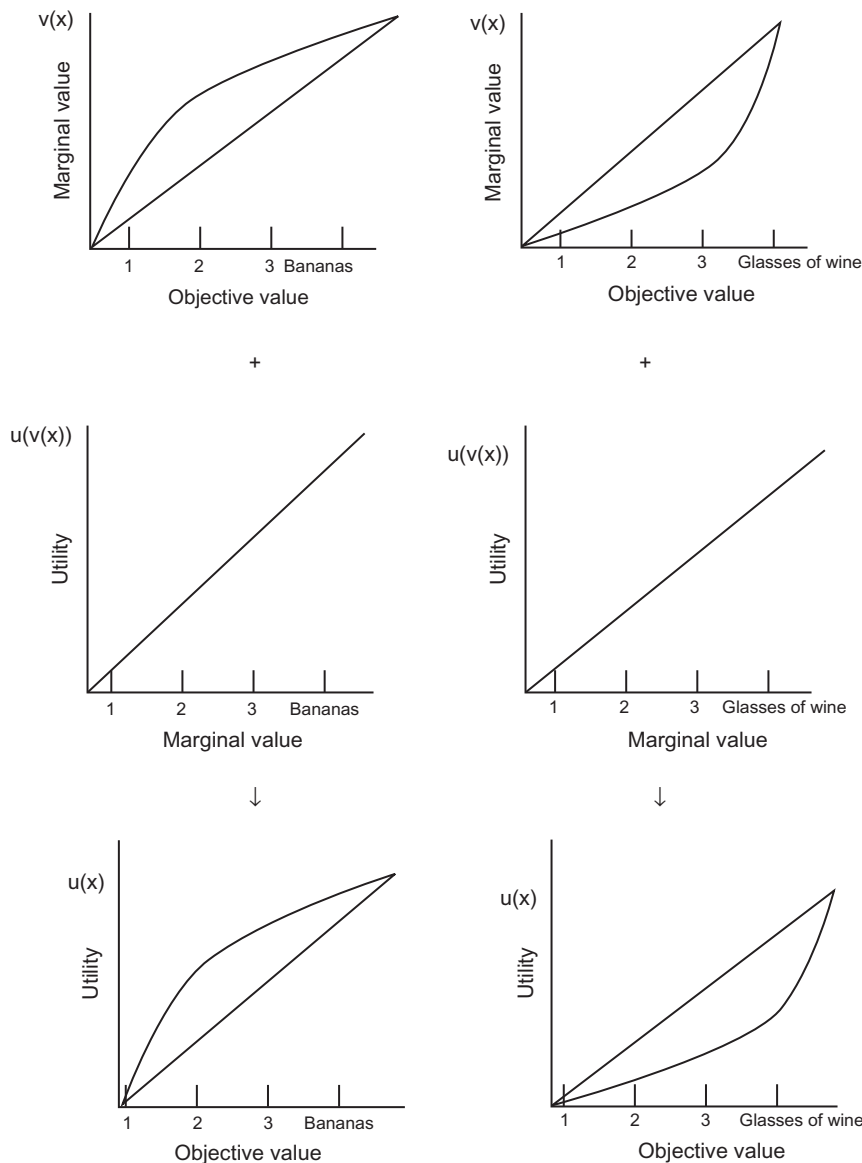 v(x)
Marginal value
1 2 3 Bananas
Objective value
v(x)
Marginal value
1 2 3 Glasses of wine
Objective value
+
+
u(v(x))
Utility
1 2 3 Bananas
Marginal value
u(v(x))
Utility
1 2 3 Glasses of wine
Marginal value
↓
↓
u(x)
Utility
1 2 3 Bananas
Objective value
u(x)
Utility
1 2 3 Glasses of wine
Objective value